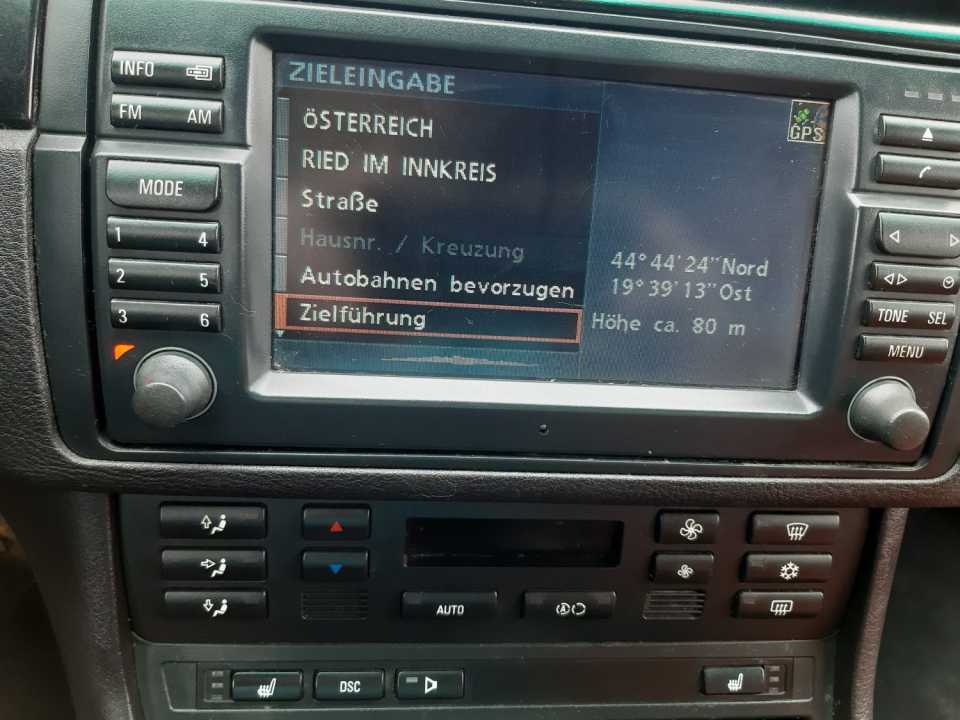 INFO
FM AM
MODE
1 4
2 5
3 6
ZIELEINGABE
ÖSTERREICH
RIED IM INNKREIS
Straße
Hausnr. / Kreuzung
Autobahnen bevorzugen
Zielführung
GPS
44°44'24"Nord
19°39'13"Ost
Höhe ca. 80 m
TONE SEL
MENU
AUTO
A
DSC